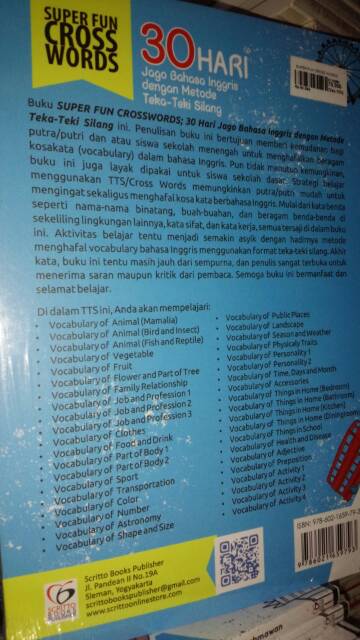 SUPER FUN
CROSS
WORDS
30 HARI
Jago Bahasa Inggris
dengan Metode
Teka-Teki Silang
Buku SUPER FUN CROSSWORDS; 30 Hari Jago Bahasa Inggris dengan Metode
Teka-Teki Silang ini. Penulisan buku ini bertujuan memberi kemudahan bagi
putra/putri dan atau siswa sekolah menengah untuk menghafalkan beragam
kosakata (vocabulary) dalam bahasa Inggris. Pun tidak menutup kemungkinan,
buku ini juga layak dipakai untuk siswa sekolah dasar. Strategi belajar
menggunakan TTS/Cross Words memungkinkan putra/putri mudah untuk
mengingat sekaligus menghafal kosa kata berbahasa Inggris. Mulai dari kata benda
seperti nama-nama binatang, buah-buahan, dan beragam benda-benda di
sekeliling lingkungan lainnya, kata sifat, dan kata kerja, semua tersaji di dalam buku
ini. Aktivitas belajar tentu menjadi semakin asyik dengan hadirnya metode
menghafal vocabulary bahasa Inggris menggunakan format teka-teki silang. Akhir
kata, buku ini tentu masih jauh dari sempurna, dan penulis sangat terbuka untuk
menerima saran maupun kritik dari pembaca. Semoga buku ini bermanfaat dan
selamat belajar.
Di dalam TTS ini, Anda akan mempelajari:
• Vocabulary of Animal (Mamalia)
• Vocabulary of Animal (Bird and Insect)
• Vocabulary of Animal (Fish and Reptile)
• Vocabulary of Vegetable
• Vocabulary of Fruit
• Vocabulary of Flower and Part of Tree
• Vocabulary of Family Relationship
• Vocabulary of Job and Profession 1
• Vocabulary of Job and Profession 2
• Vocabulary of Job and Profession 3
• Vocabulary of Clothes
• Vocabulary of Food and Drink
• Vocabulary of Part of Body 1
• Vocabulary of Part of Body 2
• Vocabulary of Sport
• Vocabulary of Transportation
• Vocabulary of Color
• Vocabulary of Number
• Vocabulary of Astronomy
• Vocabulary of Shape and Size
• Vocabulary of Public Places
• Vocabulary of Landscape
• Vocabulary of Season and Weather
• Vocabulary of Physically Traits
• Vocabulary of Personality 1
• Vocabulary of Personality 2
• Vocabulary of Time, Days and Month
• Vocabulary of Accessories
• Vocabulary of Things in Home (Bedroom)
• Vocabulary of Things in Home (Bathroom)
• Vocabulary of Things in Home (Kitchen)
• Vocabulary of Things in Home (Diningroom
• Vocabulary of Things in School
• Vocabulary of Health and Disease
• Vocabulary of Adjective
• Vocabulary of Preposition
• Vocabulary of Activity 1
• Vocabulary of Activity 2
• Vocabulary of Activity 3
• Vocabulary of Activity 4
Scritto Books Publisher
Jl. Pandean II No.19A
Sleman, Yogyakarta
scrittobookspublisher@gmail.com
www.scrittoonlinestore.com
ISBN: 978-602-1659-79-